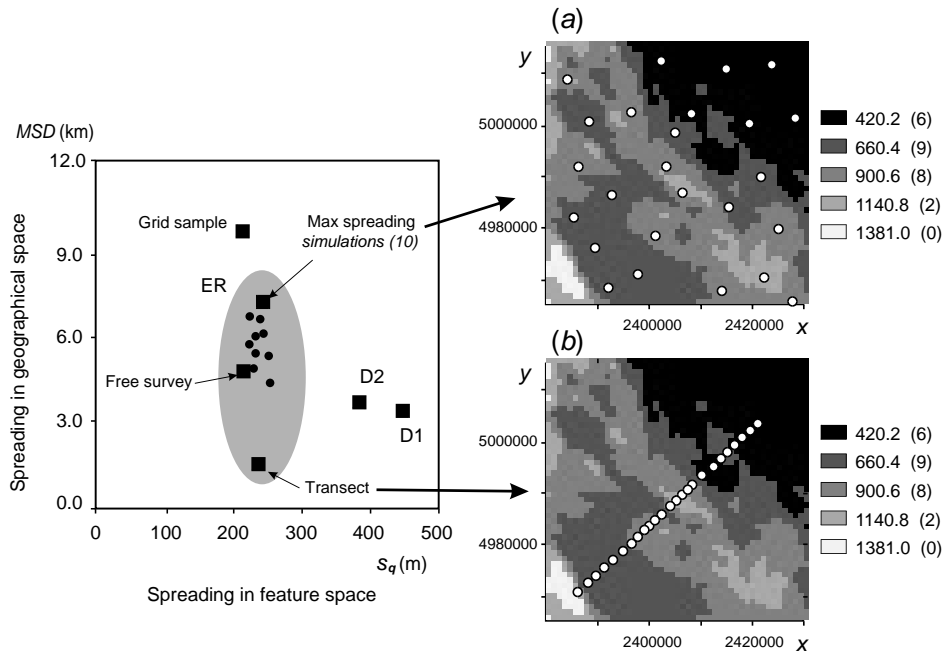 MSD (km)
12.0
9.0
6.0
3.0
0.0
Spreading in geographical space
Grid sample
Max spreading
simulations (10)
ER
Free survey
D2
D1
Transect
0
100
200
300
400
500
sq (m)
Spreading in feature space
(a)
y
5000000
4980000
2400000
2420000
x
420.2 (6)
660.4 (9)
900.6 (8)
1140.8 (2)
1381.0 (0)
(b)
y
5000000
4980000
2400000
2420000
x
420.2 (6)
660.4 (9)
900.6 (8)
1140.8 (2)
1381.0 (0)